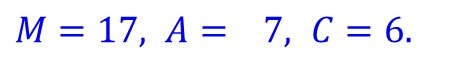 M = 17, A = 7, C = 6.